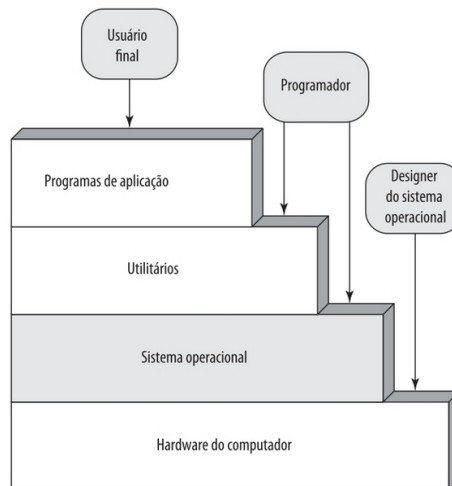 Usuário
final
Programador
Designer
do sistema
operacional
Programas de aplicação
Utilitários
Sistema operacional
Hardware do computador